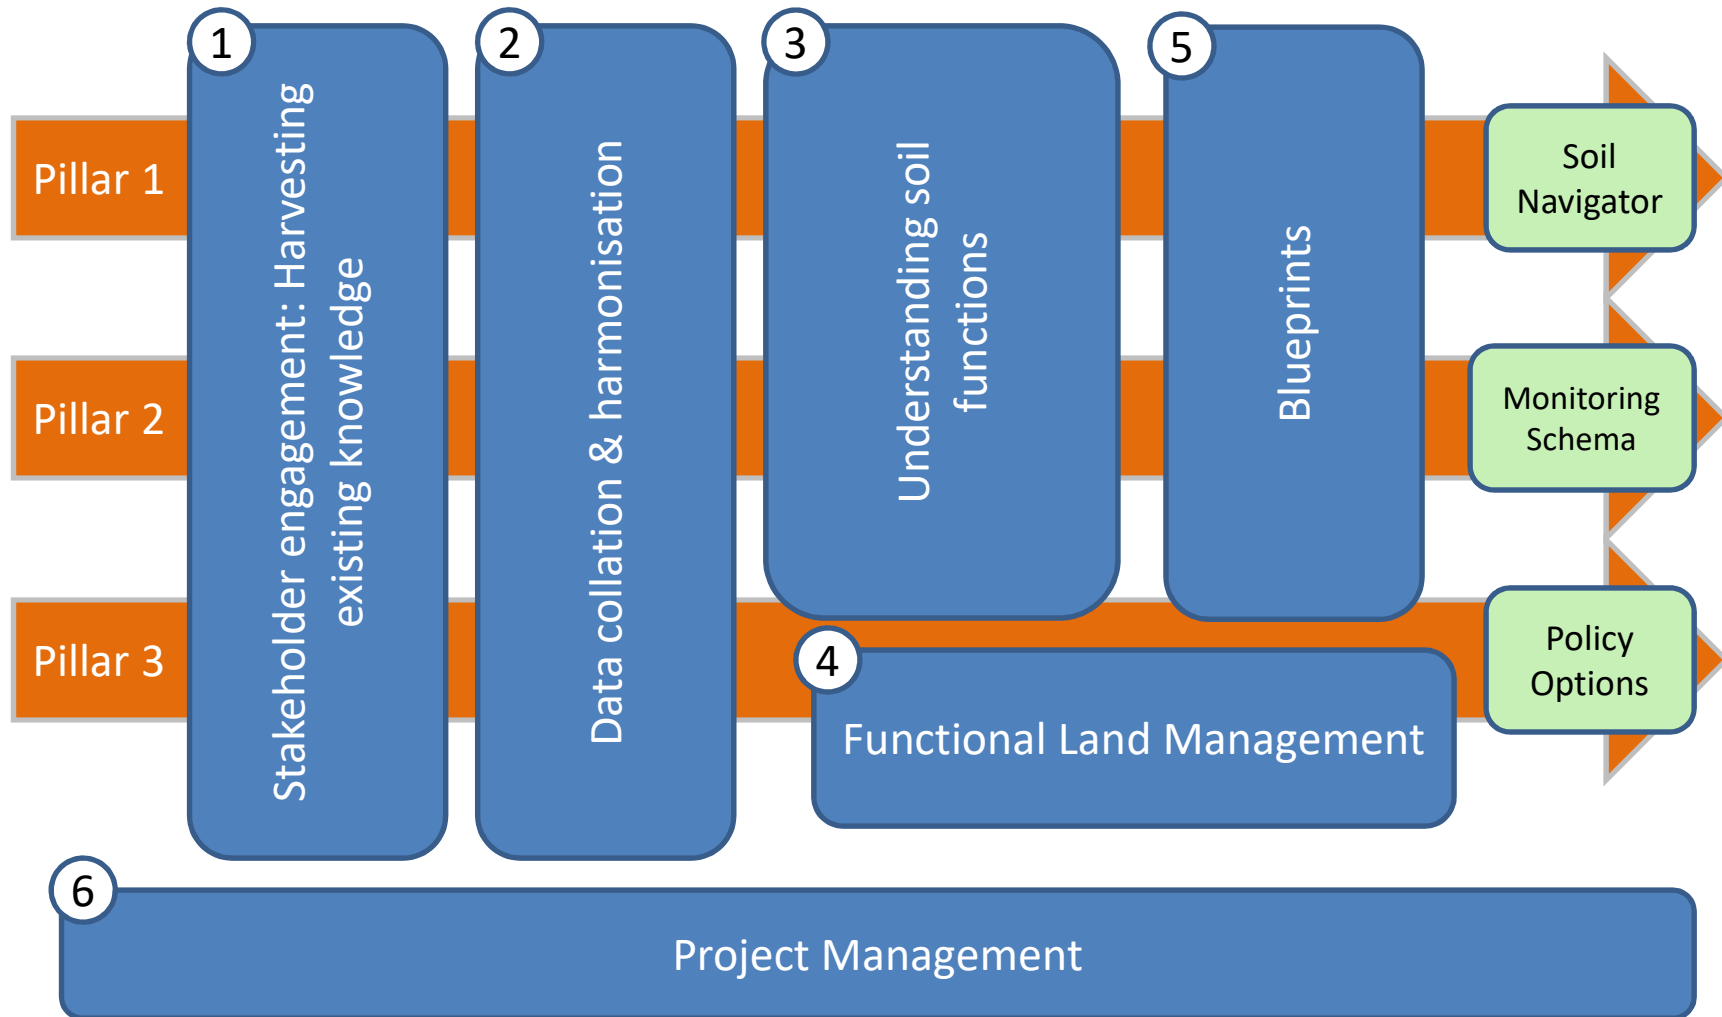 1
Stakeholder engagement: Harvesting
existing knowledge
2
Data collation & harmonisation
3
Understanding soil
functions
5
Blueprints
Pillar 1
Soil
Navigator
Pillar 2
Monitoring
Schema
Pillar 3
Policy
Options
4
Functional Land Management
6
Project Management